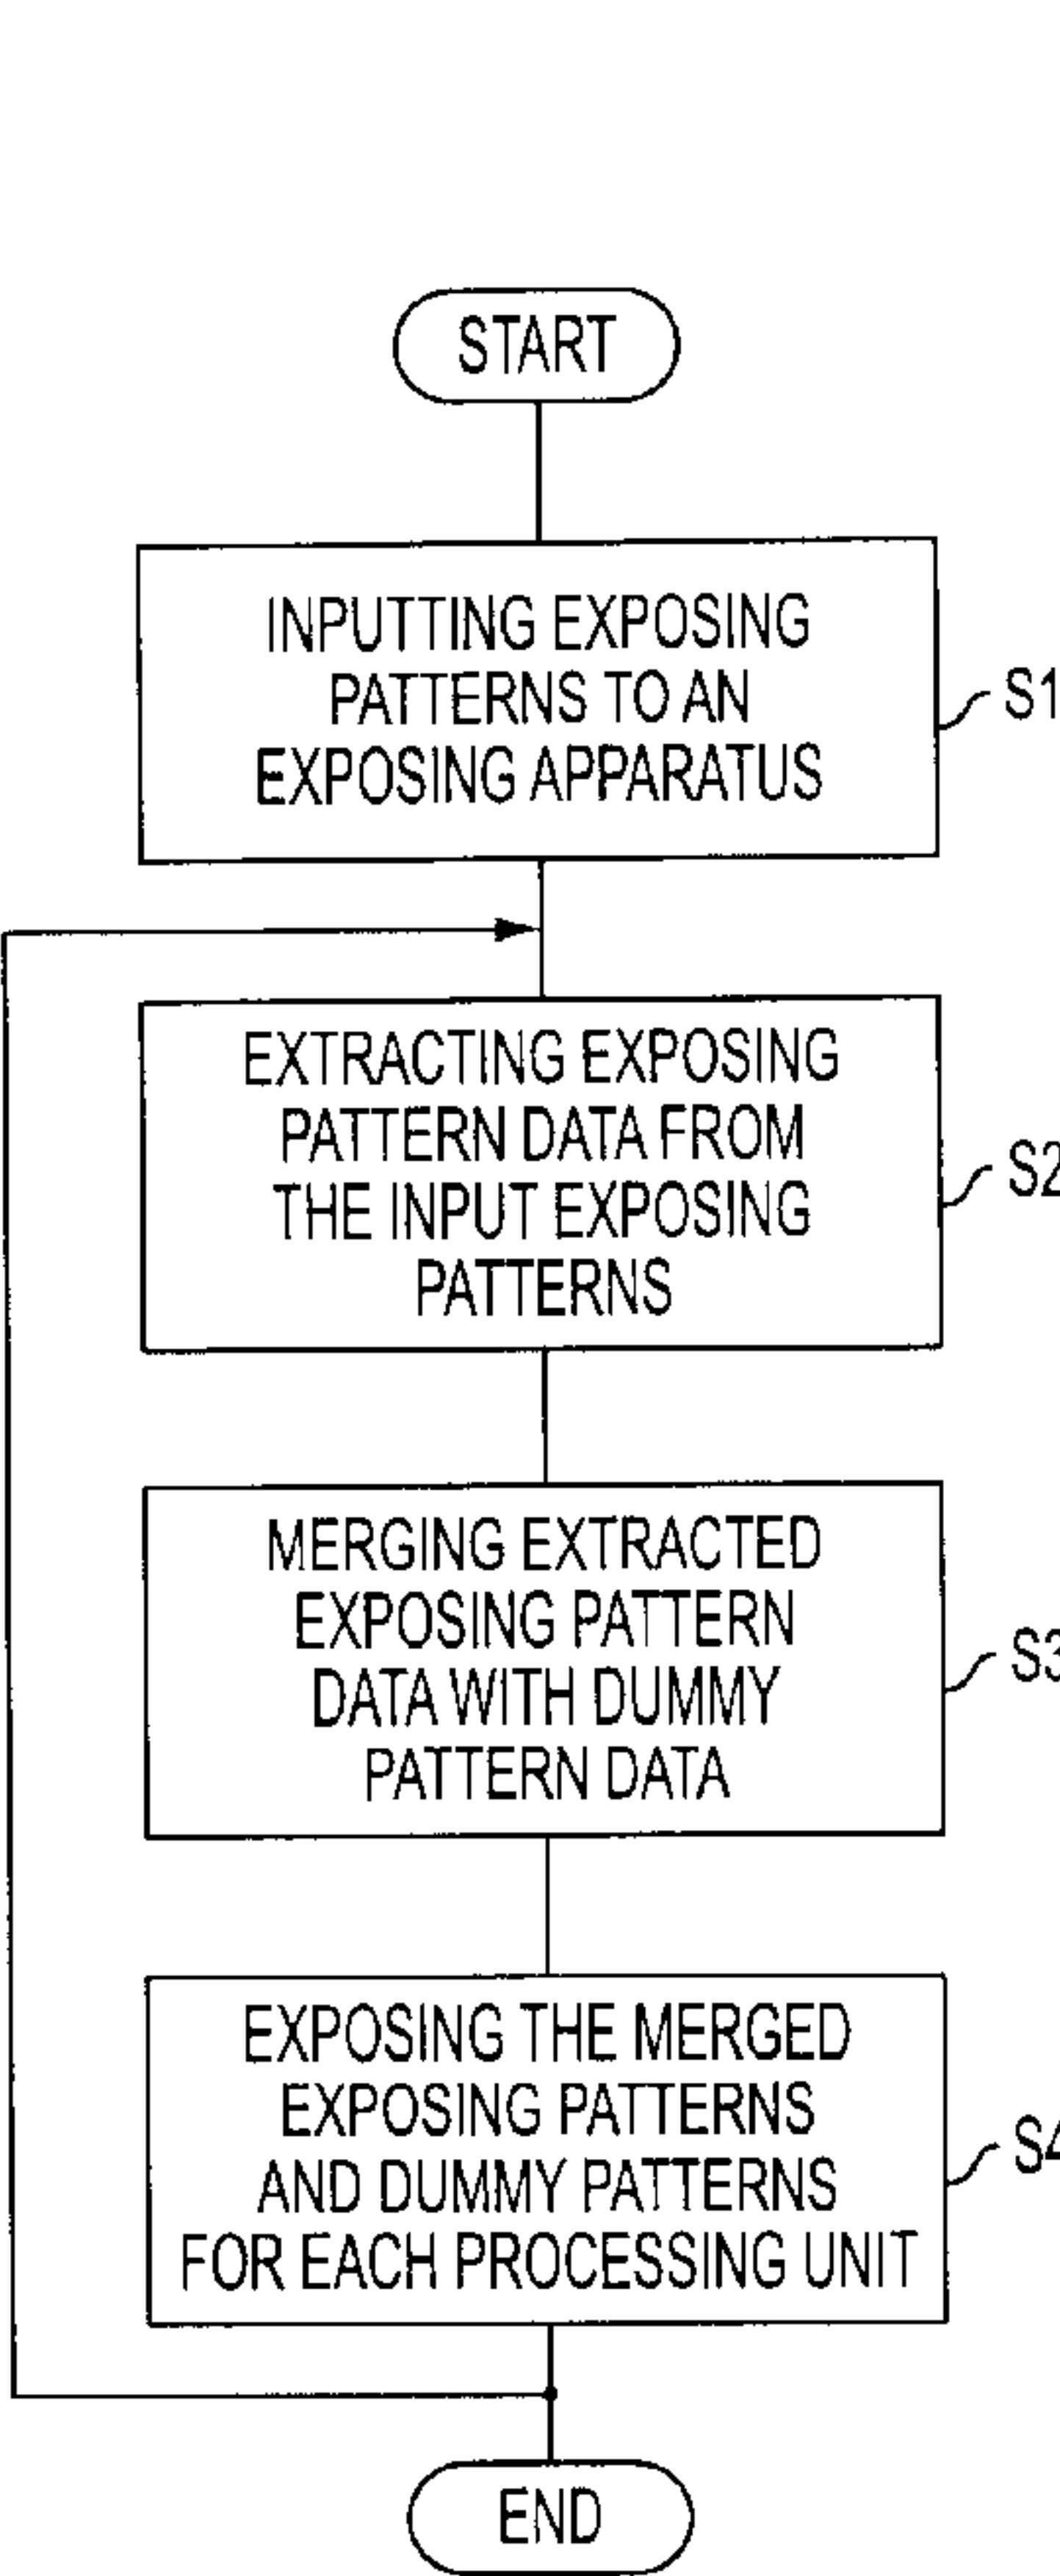 START
INPUTTING EXPOSING
PATTERNS TO AN
EXPOSING APPARATUS
S1
EXTRACTING EXPOSING
PATTERN DATA FROM
THE INPUT EXPOSING
PATTERNS
S2
MERGING EXTRACTED
EXPOSING PATTERN
DATA WITH DUMMY
PATTERN DATA
S3
EXPOSING THE MERGED
EXPOSING PATTERNS
AND DUMMY PATTERNS
FOR EACH PROCESSING UNIT
S4
END